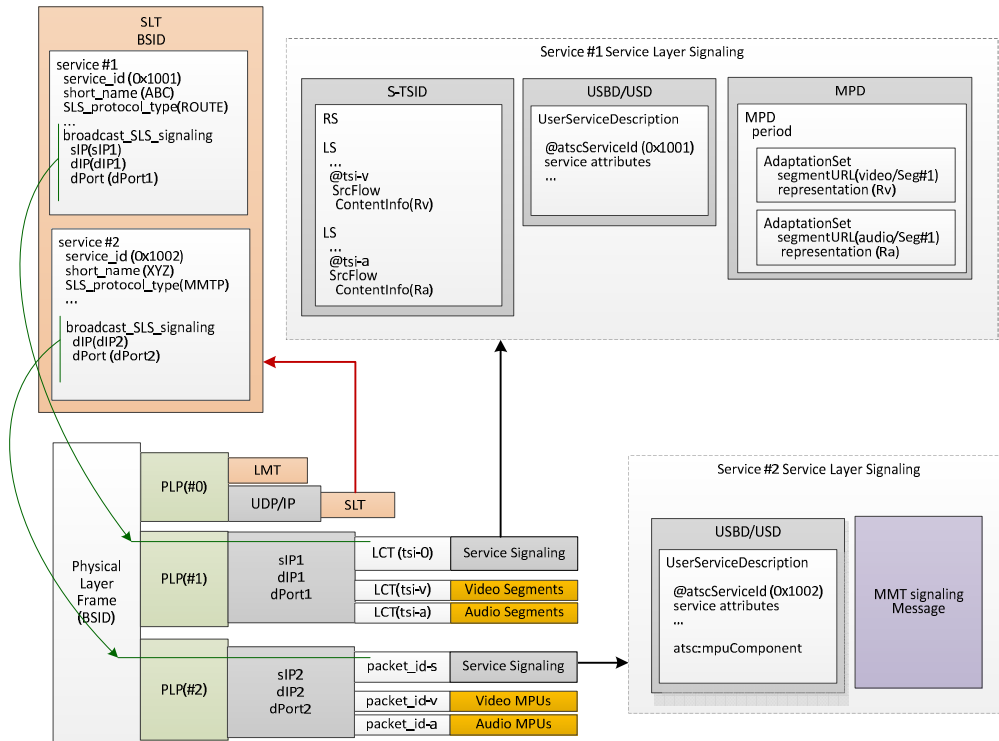 SLT
BSID
service #1
service_id (0x1001)
short_name (ABC)
SLS_protocol_type(ROUTE)
...
broadcast_SLS_signaling
sIP(sIP1)
dIP(dIP1)
dPort (dPort1)
service #2
service_id (0x1002)
short_name (XYZ)
SLS_protocol_type(MMTP)
...
broadcast_SLS_signaling
dIP(dIP2)
dPort (dPort2)
Service #1 Service Layer Signaling
S-TSID
RS
LS
...
@tsi-v
SrcFlow
ContentInfo(Rv)
LS
...
@tsi-a
SrcFlow
ContentInfo(Ra)
USBD/USD
UserServiceDescription
@atscServiceId (0x1001)
service attributes
...
MPD
MPD
period
AdaptationSet
segmentURL(video/Seg#1)
representation (Rv)
AdaptationSet
segmentURL(audio/Seg#1)
representation (Ra)
Physical
Layer
Frame
(BSID)
PLP(#0)
LMT
UDP/IP
SLT
PLP(#1)
sIP1
dIP1
dPort1
LCT (tsi-0)
Service Signaling
LCT(tsi-v)
Video Segments
LCT(tsi-a)
Audio Segments
PLP(#2)
sIP2
dIP2
dPort2
packet_id-s
Service Signaling
packet_id-v
Video MPUs
packet_id-a
Audio MPUs
Service #2 Service Layer Signaling
USBD/USD
UserServiceDescription
@atscServiceId (0x1002)
service attributes
...
atsc:mpuComponent
MMT signaling
Message